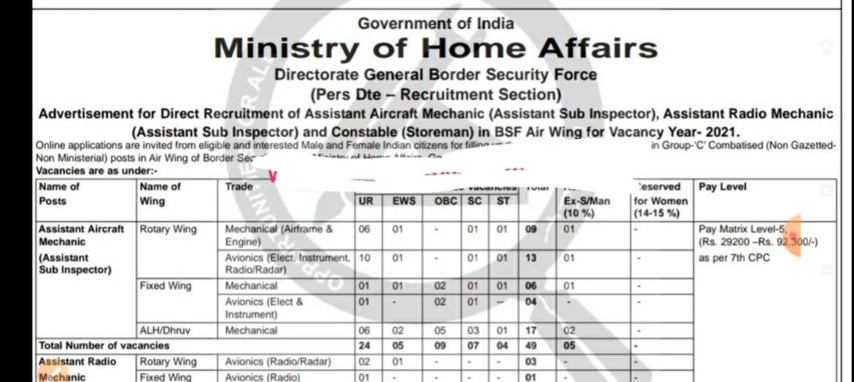 Government of India
Ministry of Home Affairs
Directorate General Border Security Force
(Pers Dte – Recruitment Section)
Advertisement for Direct Recruitment of Assistant Aircraft Mechanic (Assistant Sub Inspector), Assistant Radio Mechanic
(Assistant Sub Inspector) and Constable (Storeman) in BSF Air Wing for Vacancy Year- 2021.
Online applications are invited from eligible and interested Male and Female Indian citizens for filling in Group-'C' Combatised (Non Gazetted-
Non Ministerial) posts in Air Wing of Border
Vacancies are as under:-
Name of Posts Name of Wing Trade Total Pay Level
UR EWS OBC SC ST Ex-S/Man (10 %) for Women (14-15 %)
Assistant Aircraft Mechanic (Assistant Sub Inspector) Rotary Wing Mechanical (Airframe & Engine) 06 01 - 01 01 09 01 - Pay Matrix Level-5, (Rs. 29200 –Rs. 92,300/-) as per 7th CPC
Avionics (Elect. Instrument, Radio/Radar) 10 01 - 01 01 13 01 -
Fixed Wing Mechanical 01 01 02 01 01 06 01 -
Avionics (Elect & Instrument) 01 - 02 01 -- 04 - -
ALH/Dhruv Mechanical 06 02 05 03 01 17 02
Total Number of vacancies 24 05 09 07 04 49 05 -
Assistant Radio Mechanic Rotary Wing Avionics (Radio/Radar) 02 01 - - - 03 - -
Fixed Wing Avionics (Radio) 01 - - - - 01 - -
OPPORTUNITIES FOR ALL